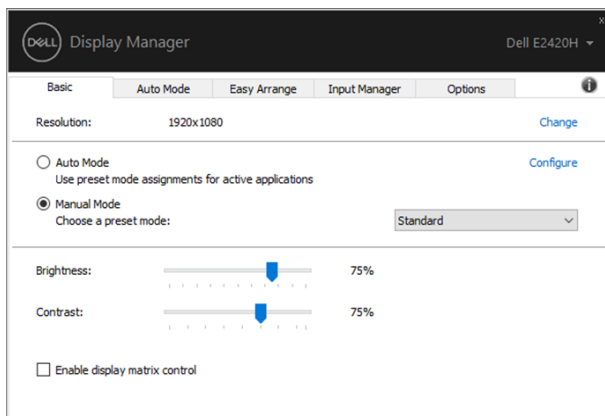 DELL Display Manager Dell E2420H
Basic Auto Mode Easy Arrange Input Manager Options
Resolution: 1920x1080 Change
Auto Mode Configure
Use preset mode assignments for active applications
Manual Mode
Choose a preset mode: Standard
Brightness: 75%
Contrast: 75%
Enable display matrix control